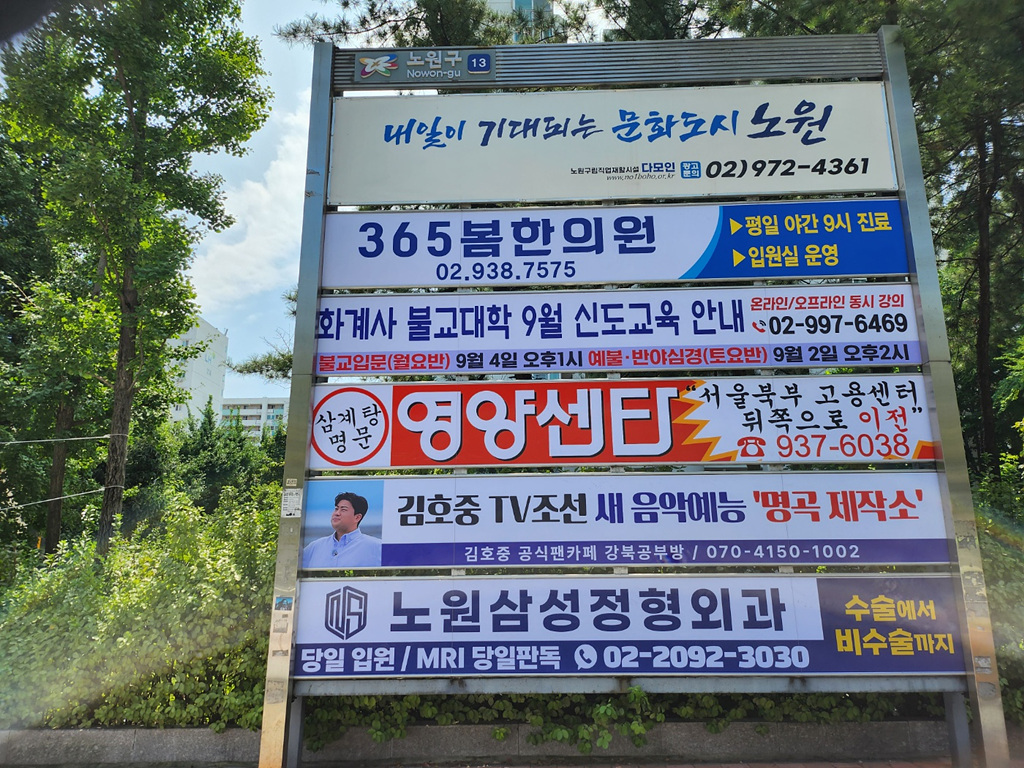 노원구 13
Nowon-gu
내일이 기대되는 문화도시 노원
노원구립직업재활시설 다모인 광고문의 02)972-4361
www.no1boho.or.kr
365봄한의원
02.938.7575
▶평일 야간 9시 진료
▶입원실 운영
화계사 불교대학 9월 신도교육 안내
온라인/오프라인 동시 강의
02-997-6469
불교입문(월요반) 9월 4일 오호1시 예불·반야심경(토요반) 9월 2일 오후2시
삼계탕
명문
영양센타
"서울북부 고용센터
뒤쪽으로 이전"
☎ 937-6038
김호중 TV조선 새 음악예능 '명곡 제작소'
김호중 공식팬카페 강북공부방 / 070-4150-1002
노원삼성정형외과
당일 입원 / MRI 당일판독 02-2092-3030
수술에서
비수술까지